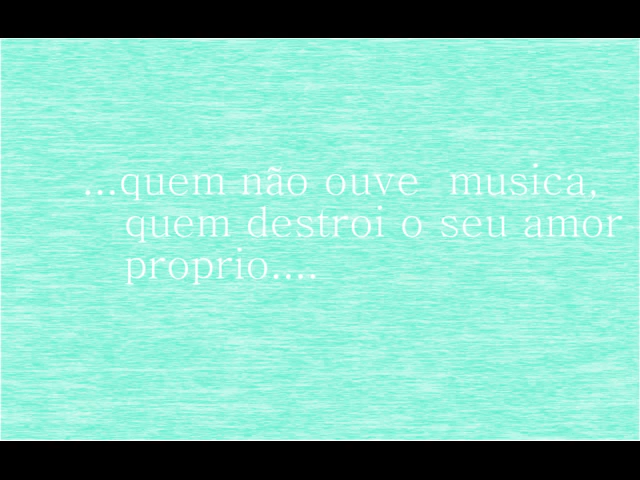 ...quem não ouve  musica,
quem destroi o seu amor
proprio....